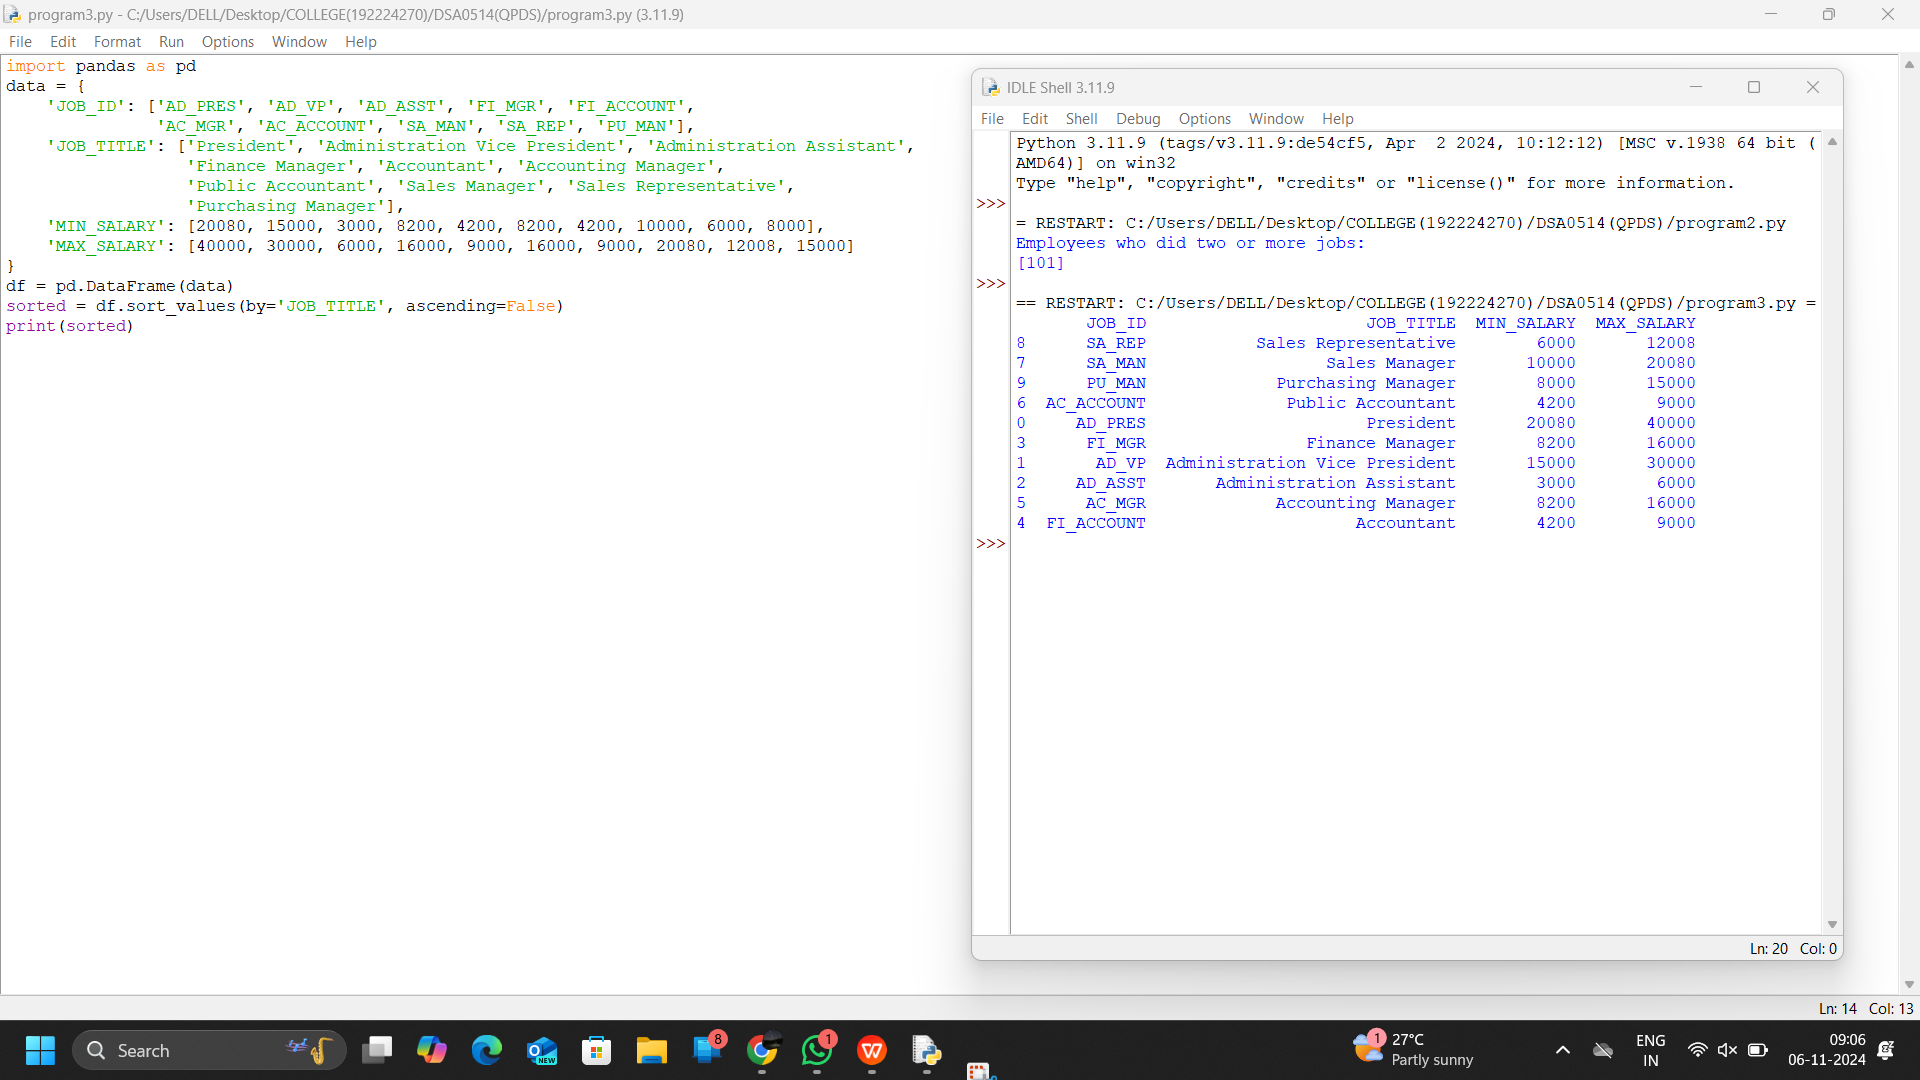 program3.py - C:/Users/DELL/Desktop/COLLEGE(192224270)/DSA0514(QPDS)/program3.py (3.11.9)
File Edit Format Run Options Window Help
import pandas as pd
data = {
    'JOB_ID': ['AD_PRES', 'AD_VP', 'AD_ASST', 'FI_MGR', 'FI_ACCOUNT',
               'AC_MGR', 'AC_ACCOUNT', 'SA_MAN', 'SA_REP', 'PU_MAN'],
    'JOB_TITLE': ['President', 'Administration Vice President', 'Administration Assistant',
                  'Finance Manager', 'Accountant', 'Accounting Manager',
                  'Public Accountant', 'Sales Manager', 'Sales Representative',
                  'Purchasing Manager'],
    'MIN_SALARY': [20080, 15000, 3000, 8200, 4200, 8200, 4200, 10000, 6000, 8000],
    'MAX_SALARY': [40000, 30000, 6000, 16000, 9000, 16000, 9000, 20080, 12008, 15000]
}
df = pd.DataFrame(data)
sorted = df.sort_values(by='JOB_TITLE', ascending=False)
print(sorted)
Ln: 14 Col: 13
IDLE Shell 3.11.9
File Edit Shell Debug Options Window Help
Python 3.11.9 (tags/v3.11.9:de54cf5, Apr  2 2024, 10:12:12) [MSC v.1938 64 bit (
AMD64)] on win32
Type "help", "copyright", "credits" or "license()" for more information.
>>>
= RESTART: C:/Users/DELL/Desktop/COLLEGE(192224270)/DSA0514(QPDS)/program2.py
Employees who did two or more jobs:
[101]
>>>
== RESTART: C:/Users/DELL/Desktop/COLLEGE(192224270)/DSA0514(QPDS)/program3.py =
       JOB_ID                      JOB_TITLE  MIN_SALARY  MAX_SALARY
8      SA_REP           Sales Representative        6000       12008
7      SA_MAN                  Sales Manager       10000       20080
9      PU_MAN             Purchasing Manager        8000       15000
6  AC_ACCOUNT              Public Accountant        4200        9000
0     AD_PRES                      President       20080       40000
3      FI_MGR                Finance Manager        8200       16000
1       AD_VP  Administration Vice President       15000       30000
2     AD_ASST       Administration Assistant        3000        6000
5      AC_MGR             Accounting Manager        8200       16000
4  FI_ACCOUNT                     Accountant        4200        9000
>>>
Ln: 20 Col: 0
Search
NEW
8
1
W
1
27°C
Partly sunny
ENG
IN
09:06
06-11-2024